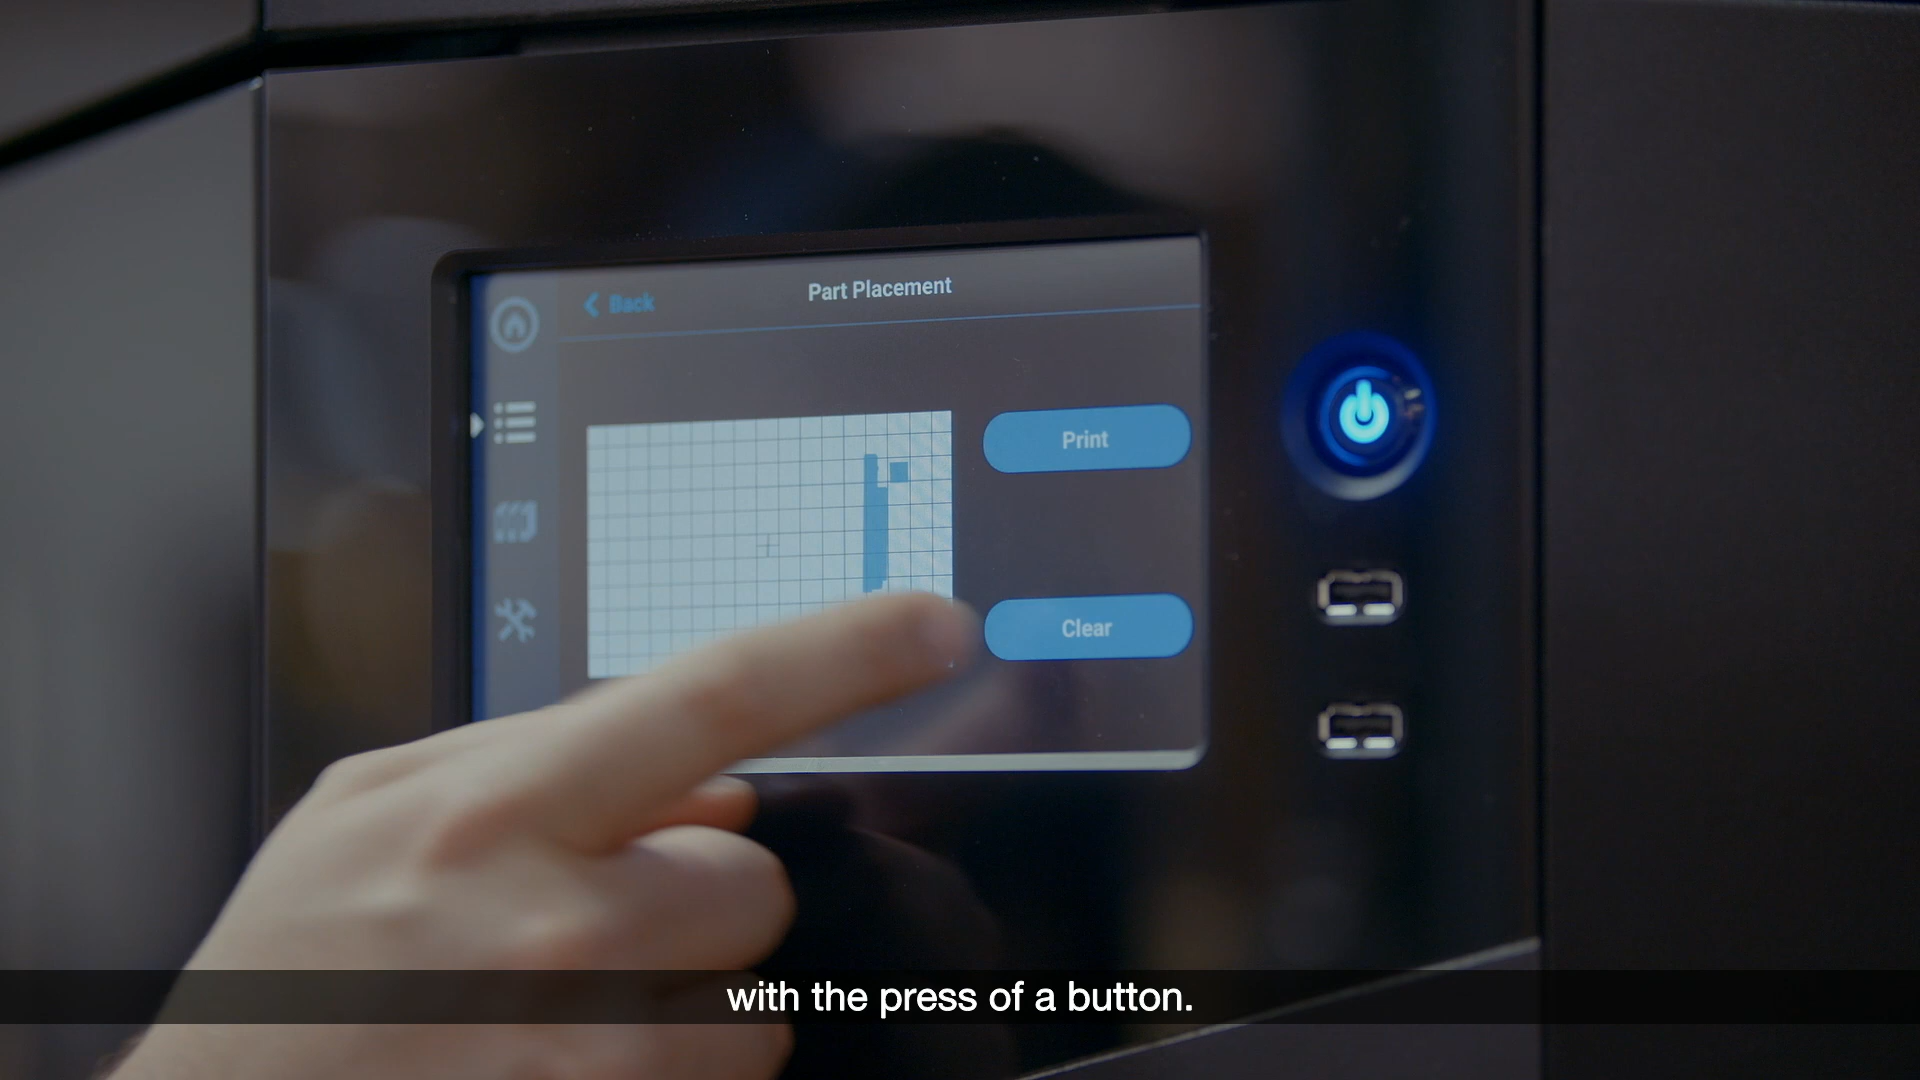 Part Placement
Back
Print
Clear
with the press of a button.